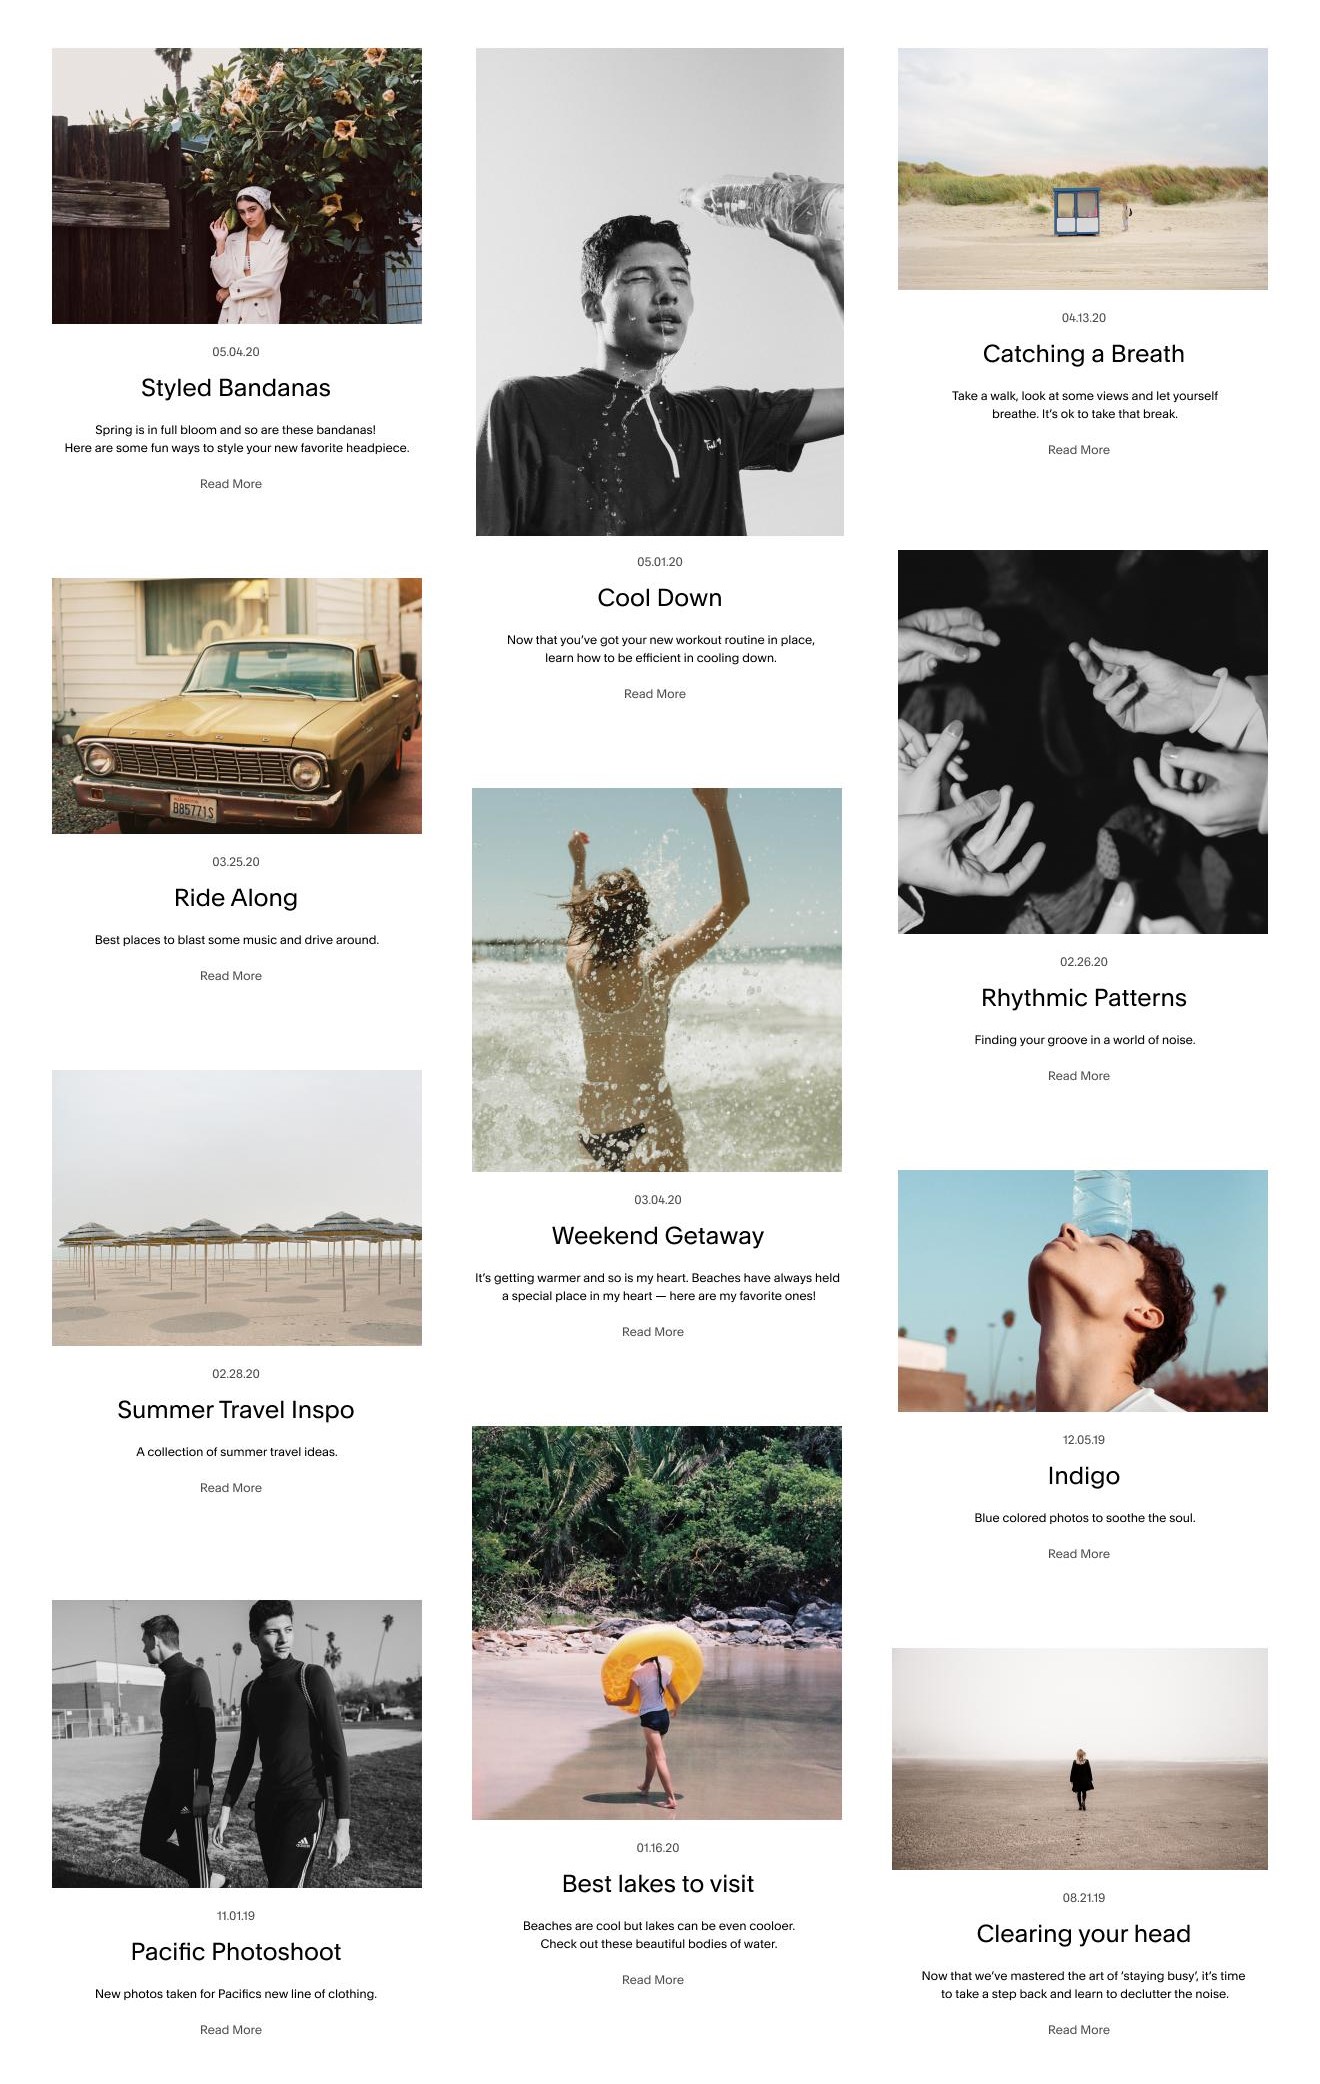 05.04.20
Styled Bandanas
Spring is in full bloom and so are these bandanas!
Here are some fun ways to style your new favorite headpiece.
Read More
05.01.20
Cool Down
Now that you've got your new workout routine in place,
learn how to be efficient in cooling down.
Read More
04.13.20
Catching a Breath
Take a walk, look at some views and let yourself
breathe. It's ok to take that break.
Read More
FORD
B85771S
03.25.20
Ride Along
Best places to blast some music and drive around.
Read More
03.04.20
Weekend Getaway
It's getting warmer and so is my heart. Beaches have always held
a special place in my heart — here are my favorite ones!
Read More
02.26.20
Rhythmic Patterns
Finding your groove in a world of noise.
Read More
02.28.20
Summer Travel Inspo
A collection of summer travel ideas.
Read More
01.16.20
Best lakes to visit
Beaches are cool but lakes can be even cooloer.
Check out these beautiful bodies of water.
Read More
12.05.19
Indigo
Blue colored photos to soothe the soul.
Read More
adidas
11.01.19
Pacific Photoshoot
New photos taken for Pacifics new line of clothing.
Read More
08.21.19
Clearing your head
Now that we've mastered the art of ‘staying busy’, it's time
to take a step back and learn to declutter the noise.
Read More